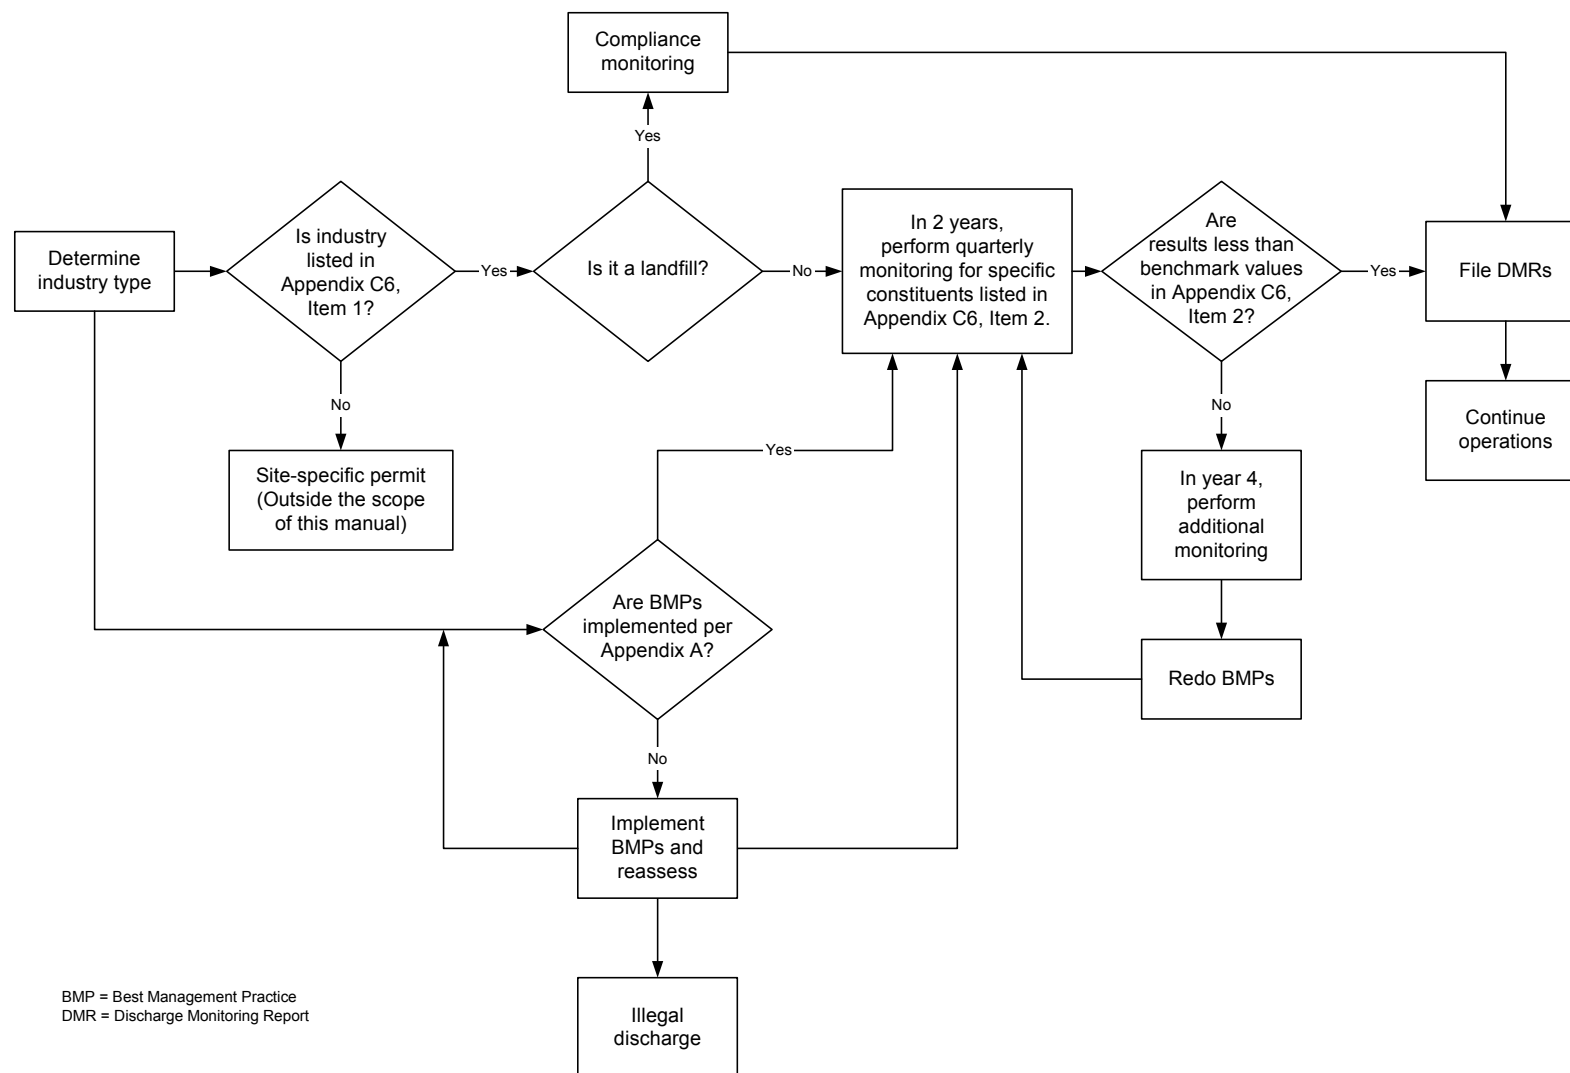 Compliance
monitoring
Yes
Determine
industry type
Is industry
listed in
Appendix C6,
Item 1?
Yes
Is it a landfill?
No
In 2 years,
perform quarterly
monitoring for specific
constituents listed in
Appendix C6, Item 2.
Are
results less than
benchmark values
in Appendix C6,
Item 2?
Yes
File DMRs
Continue
operations
No
Site-specific permit
(Outside the scope
of this manual)
Yes
No
In year 4,
perform
additional
monitoring
Redo BMPs
Are BMPs
implemented per
Appendix A?
No
Implement
BMPs and
reassess
Illegal
discharge
BMP = Best Management Practice
DMR = Discharge Monitoring Report